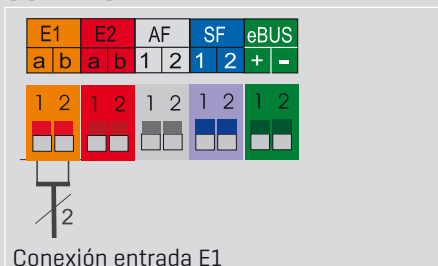 E1 E2 AF SF eBUS
a b a b 1 2 1 2 + -
1 2 1 2 1 2 1 2 1 2
2
Conexión entrada E1